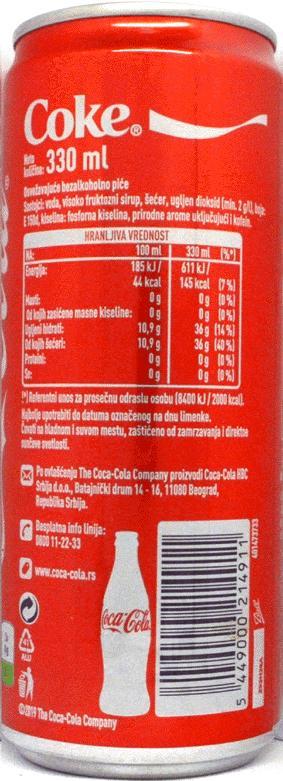 Coke®
Neto
količina: 330 ml
Osvežavajuće bezalkoholno piće
Sastojci: voda, visoko fruktozni sirup, šećer, ugljen dioksid (min. 2 g/l), boja:
E 150d, kiselina: fosforna kiselina, prirodne arome uključujući i kofein.
HRANLJIVA VREDNOST
NA: 100 ml 330 ml (%*)
Energija: 185 kJ / 611 kJ /
44 kcal 145 kcal (7%)
Masti: 0 g 0 g (0%)
Od kojih zasićene masne kiseline: 0 g 0 g (0%)
Ugljeni hidrati: 10,9 g 36 g (14%)
Od kojih šećeri: 10,9 g 36 g (40%)
Proteini: 0 g 0 g (0%)
So: 0 g 0 g (0%)
(*) Referentni unos za prosečnu odraslu osobu (8400 kJ / 2000 kcal).
Najbolje upotrebiti do datuma označenog na dnu limenke.
Čuvati na hladnom i suvom mestu, zaštićeno od zamrzavanja i direktne
sunčeve svetlosti.
Po ovlašćenju The Coca-Cola Company proizvodi Coca-Cola HBC
Srbija d.o.o., Batajnički drum 14 - 16, 11080 Beograd,
Republika Srbija.
Besplatna info linija:
0800 11-22-33
www.coca-cola.rs
Coca-Cola
41
ALU
5 449000 214911
401473733
Ball
©2019 The Coca-Cola Company